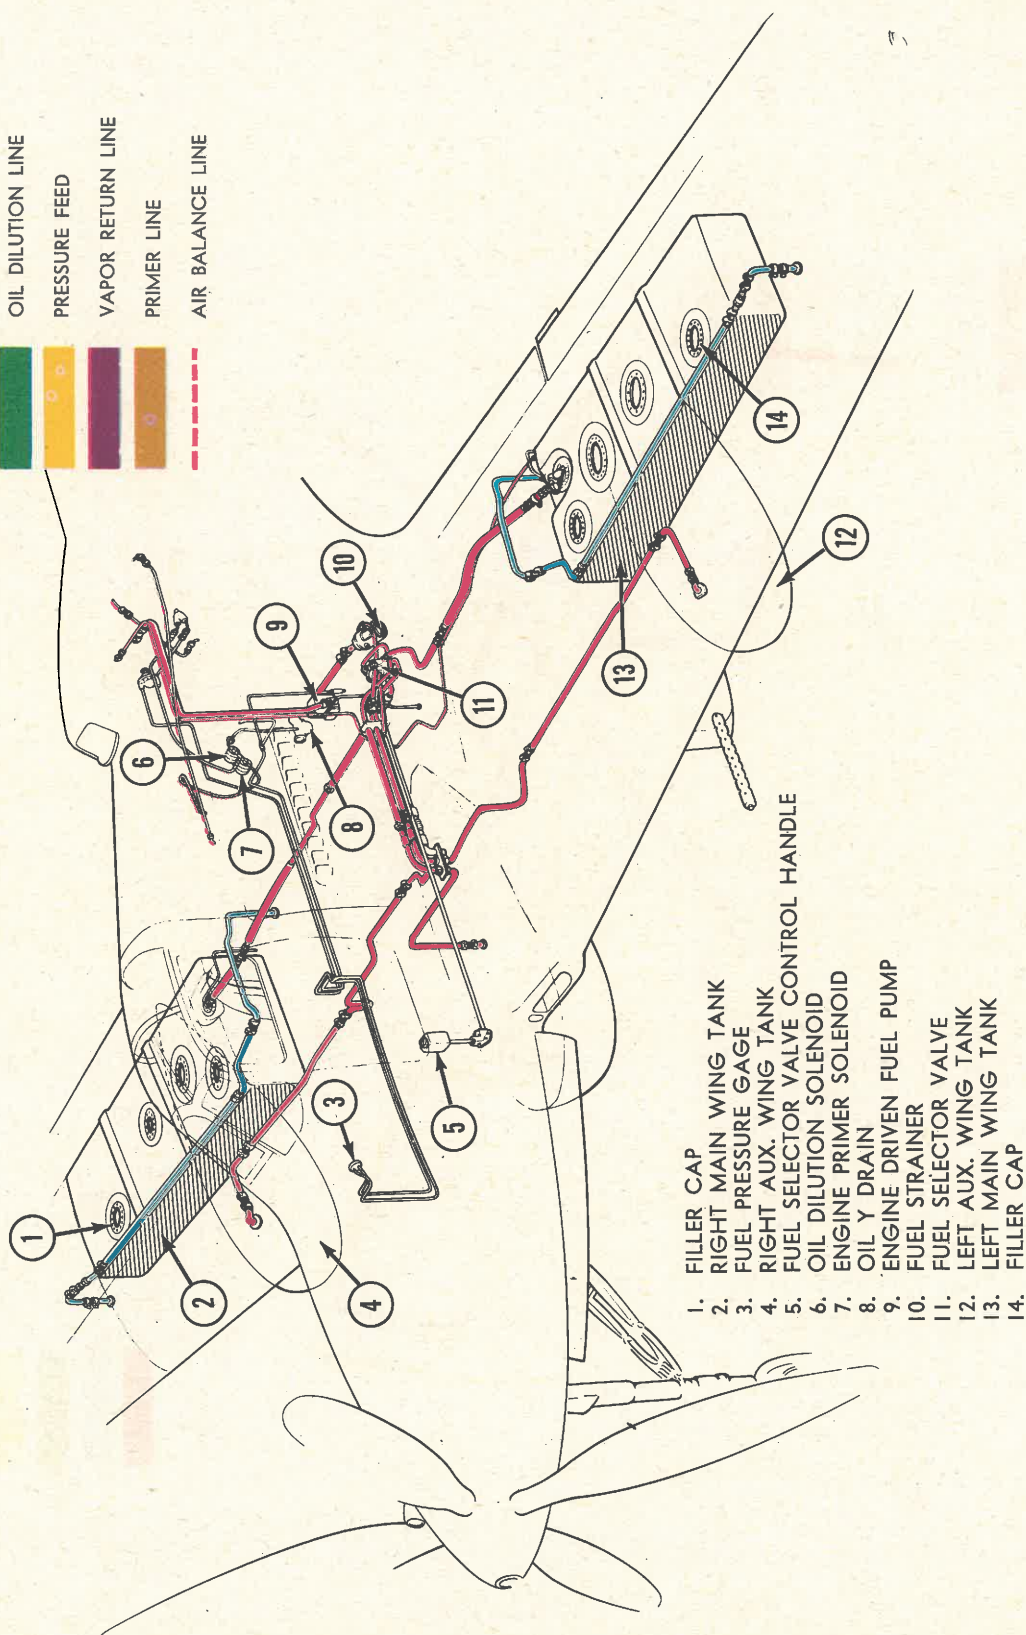 OIL DILUTION LINE
PRESSURE FEED
VAPOR RETURN LINE
PRIMER LINE
AIR BALANCE LINE
1
2
3
4
5
6
7
8
9
10
11
12
13
14
1. FILLER CAP
2. RIGHT MAIN WING TANK
3. FUEL PRESSURE GAGE
4. RIGHT AUX. WING TANK
5. FUEL SELECTOR VALVE CONTROL HANDLE
6. OIL DILUTION SOLENOID
7. ENGINE PRIMER SOLENOID
8. OIL Y DRAIN
9. ENGINE DRIVEN FUEL PUMP
10. FUEL STRAINER
11. FUEL SELECTOR VALVE
12. LEFT AUX. WING TANK
13. LEFT MAIN WING TANK
14. FILLER CAP